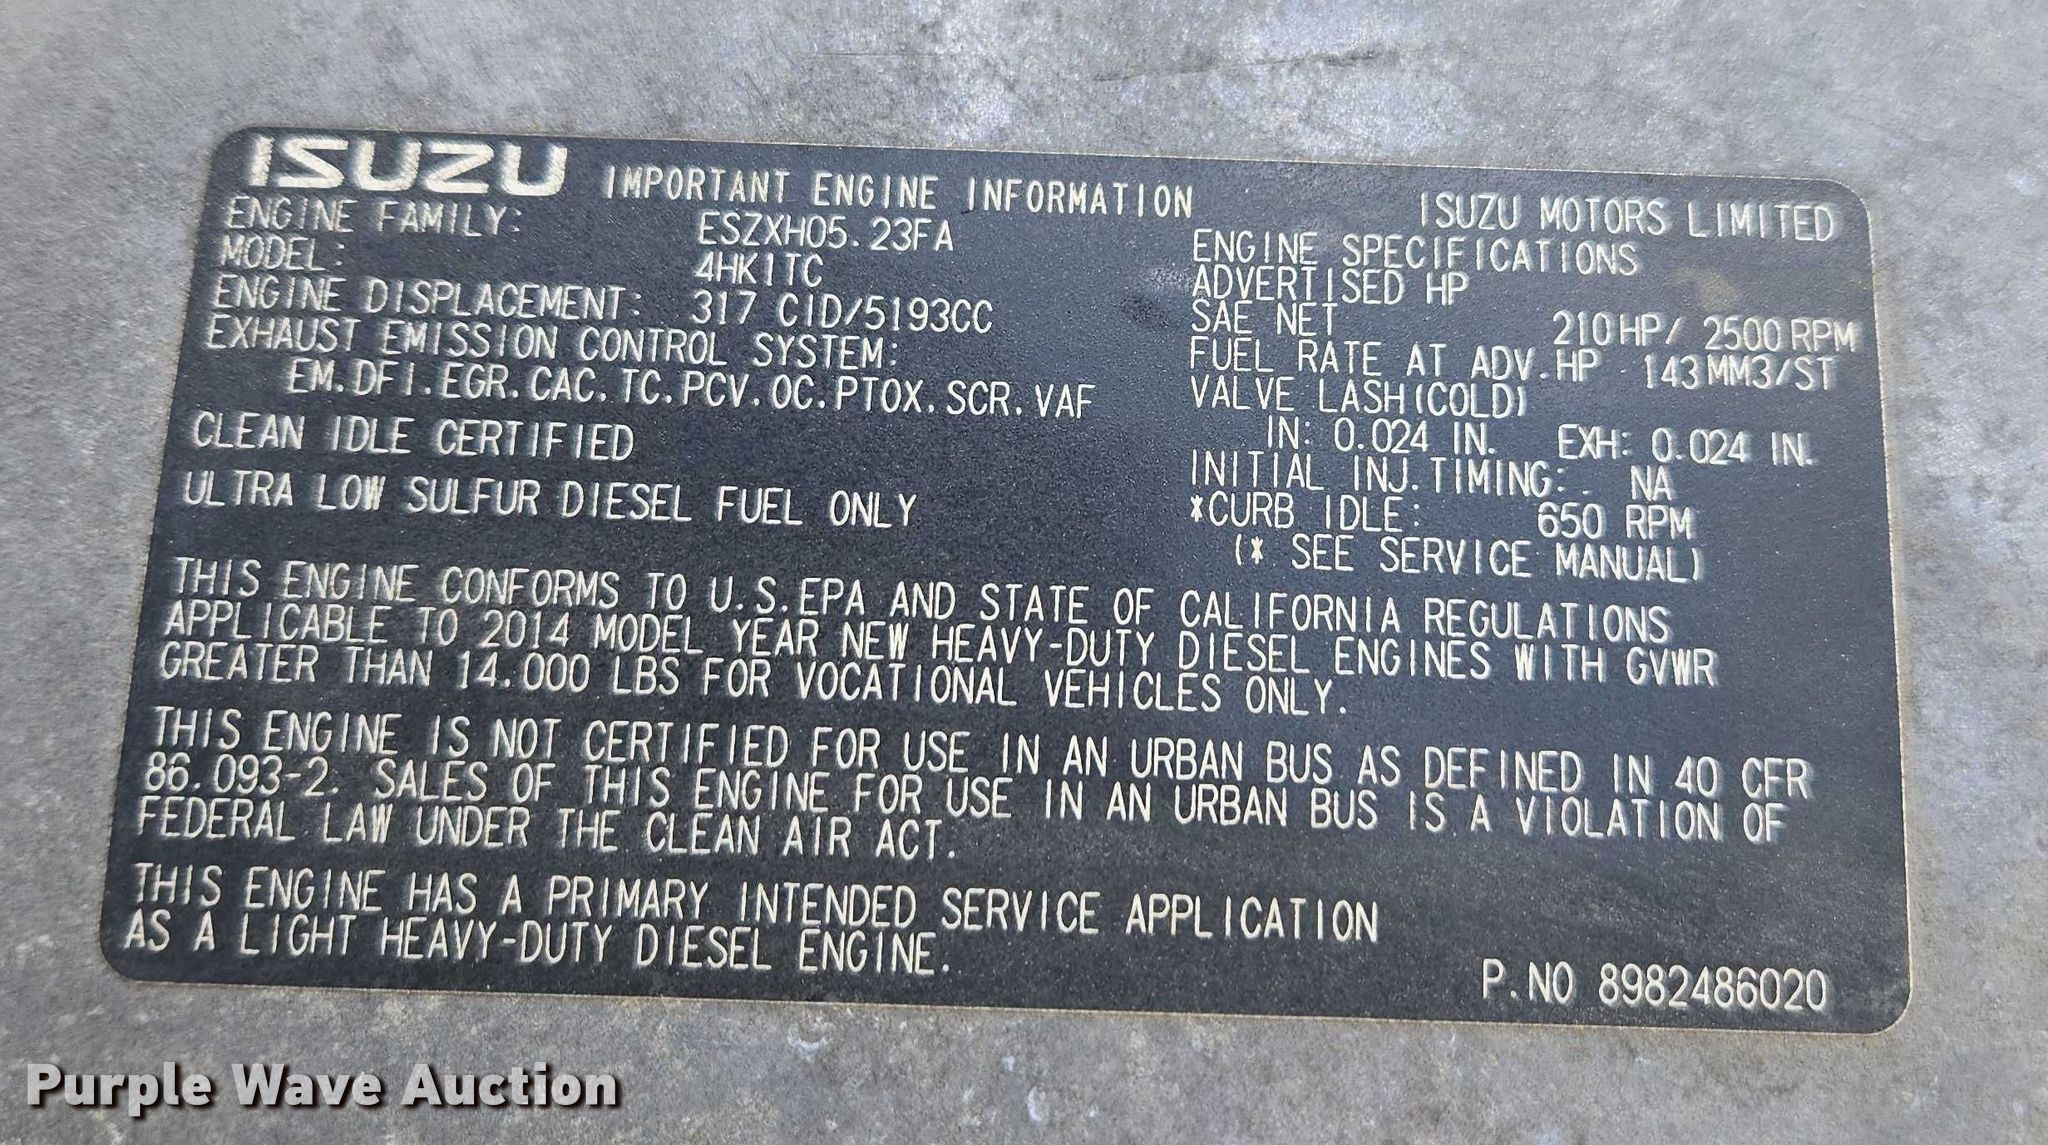 ISUZU IMPORTANT ENGINE INFORMATION ISUZU MOTORS LIMITED
ENGINE FAMILY: ESZXH05.23FA
MODEL: 4HK1TC
ENGINE DISPLACEMENT: 317 CID/5193CC
EXHAUST EMISSION CONTROL SYSTEM:
EM.DFI.EGR.CAC.TC.PCV.OC.PTOX.SCR.VAF
CLEAN IDLE CERTIFIED
ULTRA LOW SULFUR DIESEL FUEL ONLY
ENGINE SPECIFICATIONS
ADVERTISED HP
SAE NET 210HP/ 2500RPM
FUEL RATE AT ADV.HP 143MM3/ST
VALVE LASH(COLD)
IN: 0.024 IN. EXH: 0.024 IN.
INITIAL INJ.TIMING: NA
*CURB IDLE: 650 RPM
(* SEE SERVICE MANUAL)
THIS ENGINE CONFORMS TO U.S.EPA AND STATE OF CALIFORNIA REGULATIONS
APPLICABLE TO 2014 MODEL YEAR NEW HEAVY-DUTY DIESEL ENGINES WITH GVWR
GREATER THAN 14.000 LBS FOR VOCATIONAL VEHICLES ONLY.
THIS ENGINE IS NOT CERTIFIED FOR USE IN AN URBAN BUS AS DEFINED IN 40 CFR
86.093-2. SALES OF THIS ENGINE FOR USE IN AN URBAN BUS IS A VIOLATION OF
FEDERAL LAW UNDER THE CLEAN AIR ACT.
THIS ENGINE HAS A PRIMARY INTENDED SERVICE APPLICATION
AS A LIGHT HEAVY-DUTY DIESEL ENGINE.
P.NO 8982486020
Purple Wave Auction